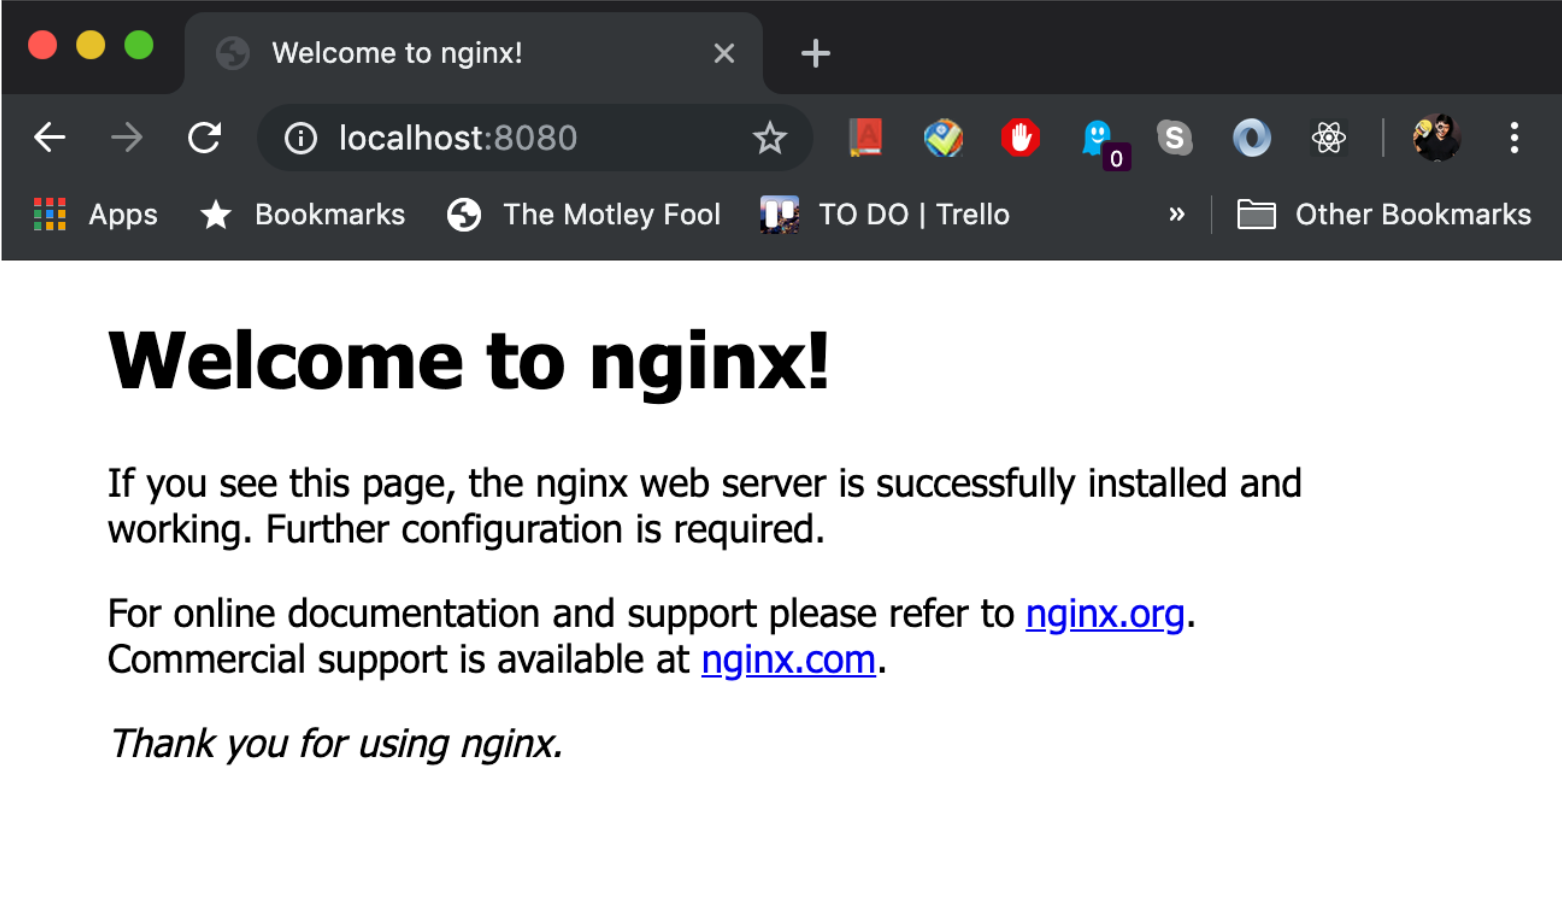 Welcome to nginx!
localhost:8080
0
S
Apps
Bookmarks
The Motley Fool
TO DO | Trello
»
Other Bookmarks
Welcome to nginx!
If you see this page, the nginx web server is successfully installed and
working. Further configuration is required.
For online documentation and support please refer to nginx.org.
Commercial support is available at nginx.com.
Thank you for using nginx.